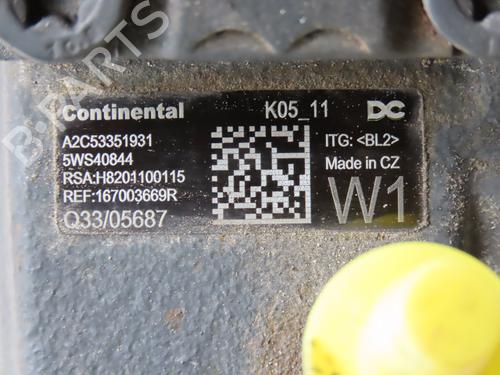 Continental K05_11 DC
A2C53351931 ITG: <BL2>
5WS40844 Made in CZ
RSA:H8201100115
REF:167003669R W1
Q33/05687
B-PARTS